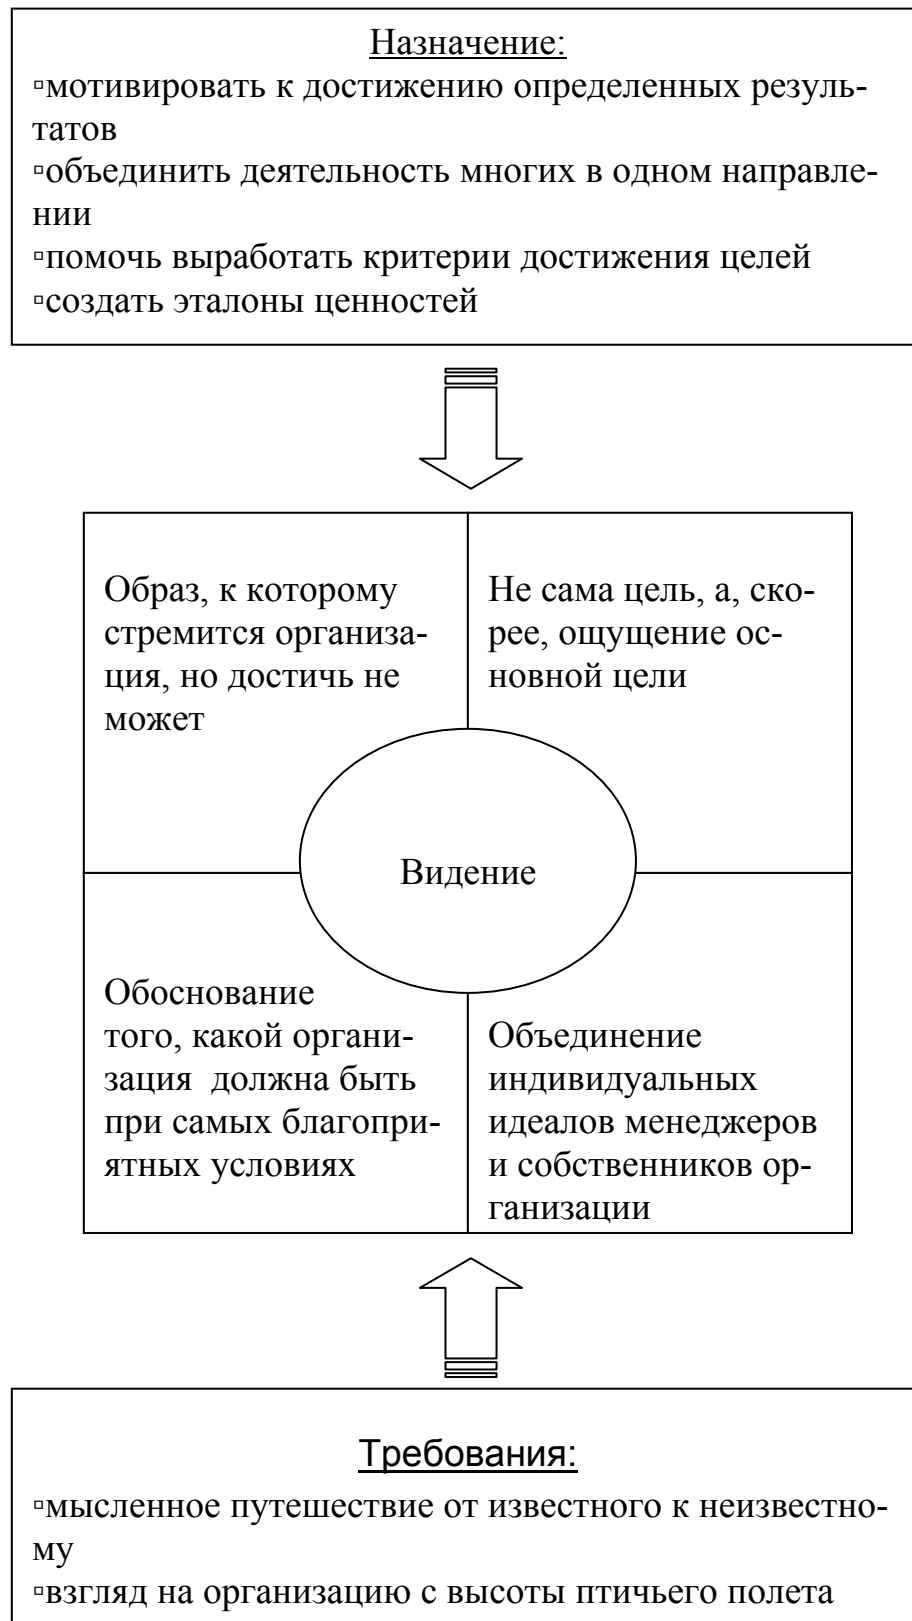 Назначение:
▫мотивировать к достижению определенных резуль-
татов
▫объединить деятельность многих в одном направле-
нии
▫помочь выработать критерии достижения целей
▫создать эталоны ценностей
Образ, к которому
стремится организа-
ция, но достичь не
может
Не сама цель, а, ско-
рее, ощущение ос-
новной цели
Видение
Обоснование
того, какой органи-
зация  должна быть
при самых благопри-
ятных условиях
Объединение
индивидуальных
идеалов менеджеров
и собственников ор-
ганизации
Требования:
▫мысленное путешествие от известного к неизвестно-
му
▫взгляд на организацию с высоты птичьего полета